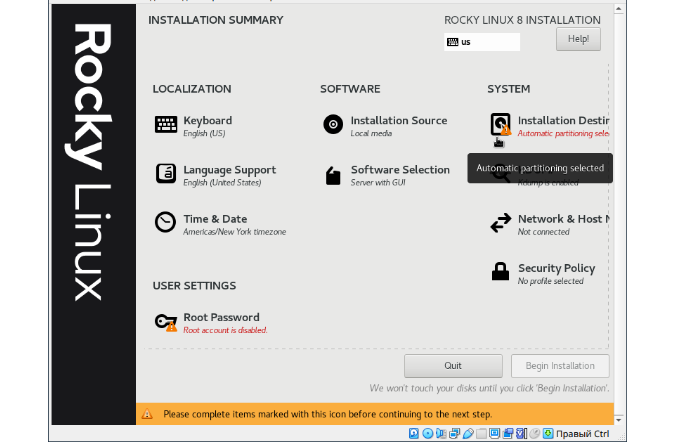 INSTALLATION SUMMARY
ROCKY LINUX 8 INSTALLATION
us
Help!
Rocky Linux
LOCALIZATION
Keyboard
English (US)
Language Support
English (United States)
Time & Date
Americas/New York timezone
SOFTWARE
Installation Source
Local media
Software Selection
Server with GUI
SYSTEM
Installation Destin
Automatic partitioning sele
Automatic partitioning selected
Kdump is enabled
Network & Host N
Not connected
Security Policy
No profile selected
USER SETTINGS
Root Password
Root account is disabled.
Quit
Begin Installation
We won't touch your disks until you click 'Begin Installation'.
Please complete items marked with this icon before continuing to the next step.
Правый Ctrl